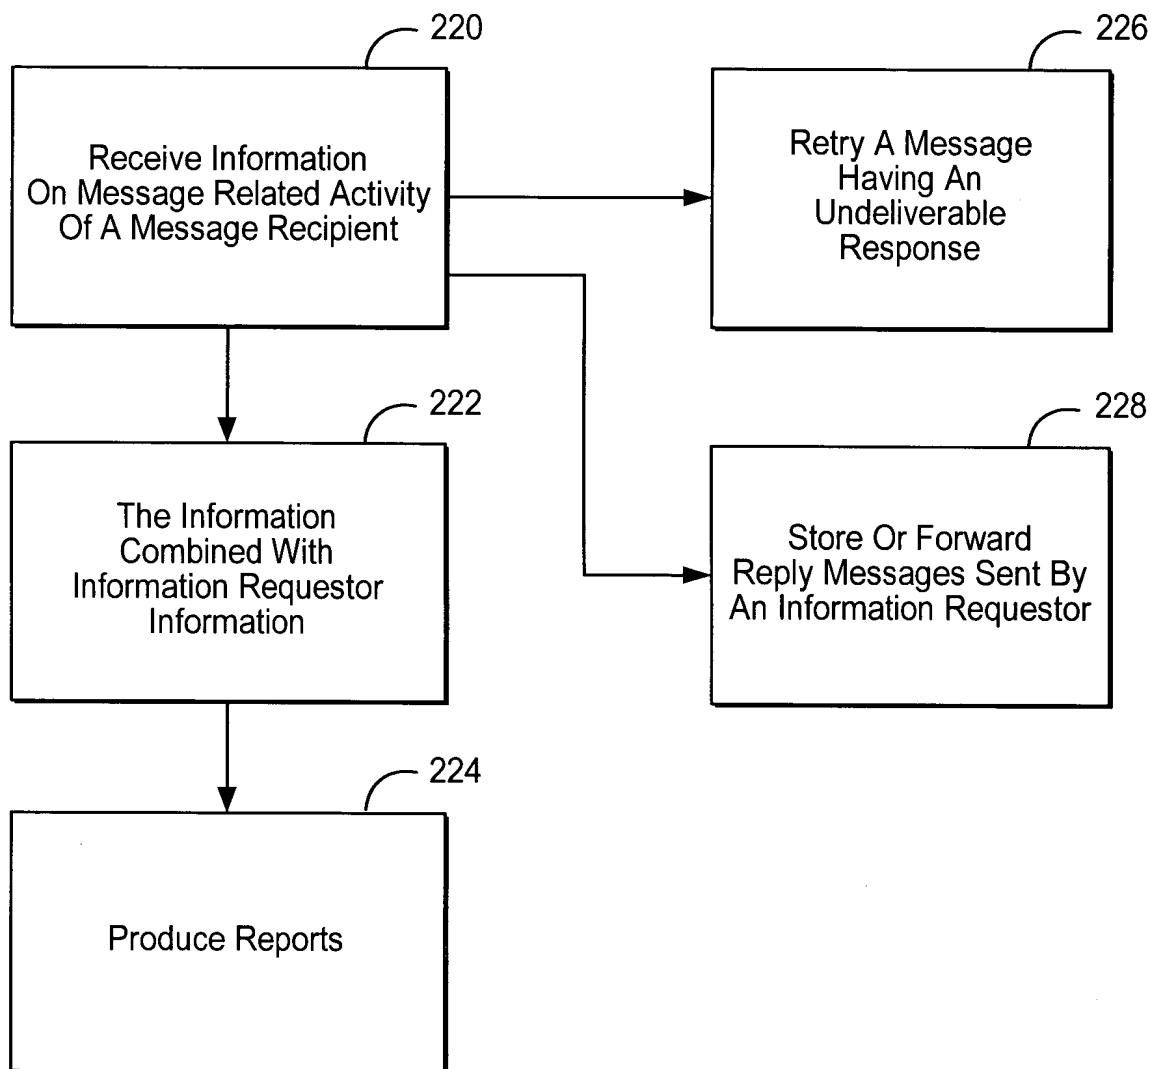 220
Receive Information
On Message Related Activity
Of A Message Recipient
226
Retry A Message
Having An
Undeliverable
Response
222
The Information
Combined With
Information Requestor
Information
228
Store Or Forward
Reply Messages Sent By
An Information Requestor
224
Produce Reports